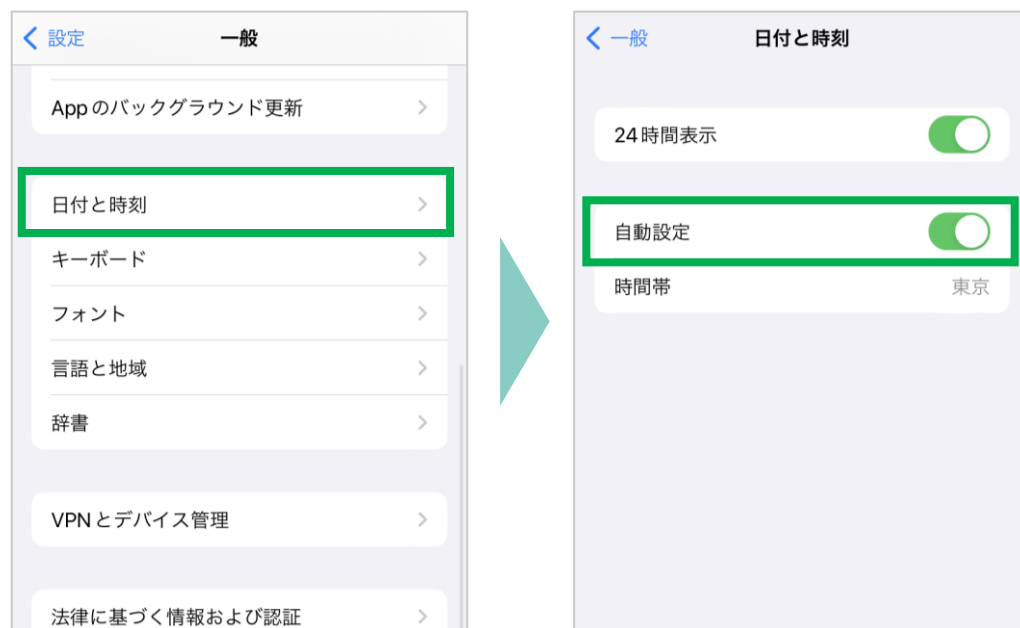 設定
一般
Appのバックグラウンド更新
日付と時刻
キーボード
フォント
言語と地域
辞書
VPNとデバイス管理
法律に基づく情報および認証
一般
日付と時刻
24時間表示
自動設定
時間帯 東京